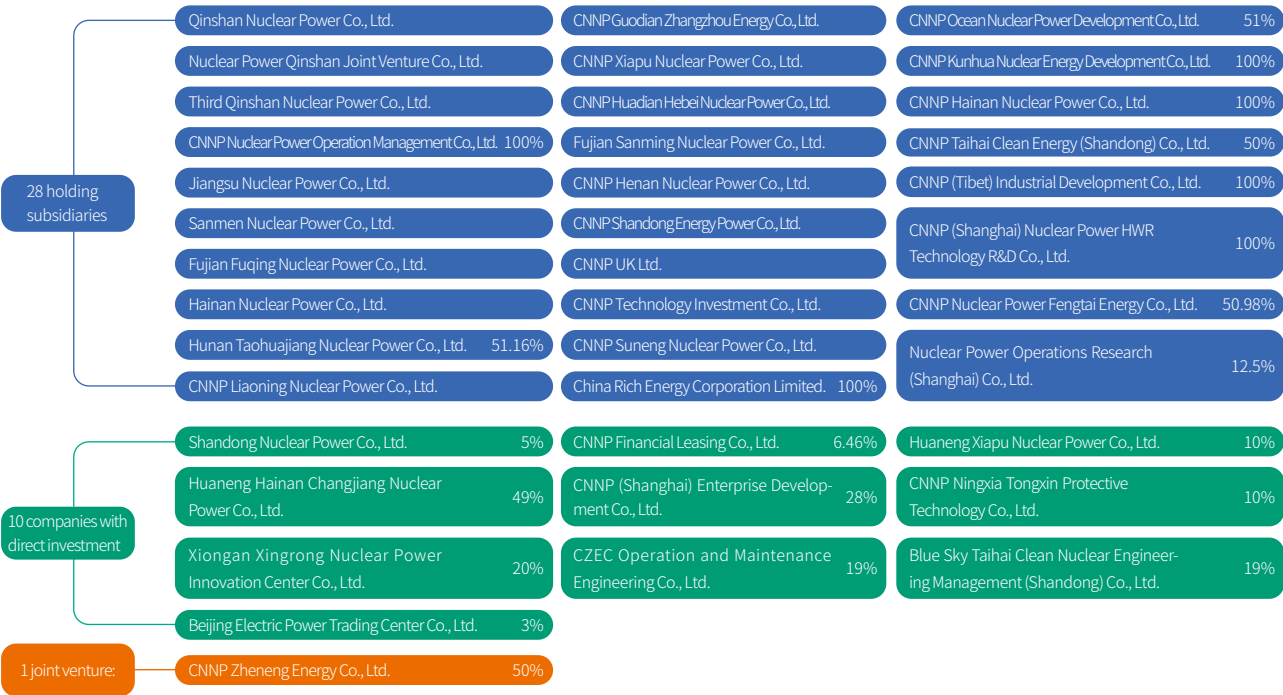 28 holding
subsidiaries
Qinshan Nuclear Power Co., Ltd.
Nuclear Power Qinshan Joint Venture Co., Ltd.
Third Qinshan Nuclear Power Co., Ltd.
CNNP Nuclear Power Operation Management Co., Ltd. 100%
Jiangsu Nuclear Power Co., Ltd.
Sanmen Nuclear Power Co., Ltd.
Fujian Fuqing Nuclear Power Co., Ltd.
Hainan Nuclear Power Co., Ltd.
Hunan Taohuajiang Nuclear Power Co., Ltd. 51.16%
CNNP Liaoning Nuclear Power Co., Ltd.
CNNP Guodian Zhangzhou Energy Co., Ltd.
CNNP Xiapu Nuclear Power Co., Ltd.
CNNP Huadian Hebei Nuclear Power Co., Ltd.
Fujian Sanming Nuclear Power Co., Ltd.
CNNP Henan Nuclear Power Co., Ltd.
CNNP Shandong Energy Power Co., Ltd.
CNNP UK Ltd.
CNNP Technology Investment Co., Ltd.
CNNP Suneng Nuclear Power Co., Ltd.
China Rich Energy Corporation Limited. 100%
CNNP Ocean Nuclear Power Development Co., Ltd. 51%
CNNP Kunhua Nuclear Energy Development Co., Ltd. 100%
CNNP Hainan Nuclear Power Co., Ltd. 100%
CNNP Taihai Clean Energy (Shandong) Co., Ltd. 50%
CNNP (Tibet) Industrial Development Co., Ltd. 100%
CNNP (Shanghai) Nuclear Power HWR
Technology R&D Co., Ltd.
100%
CNNP Nuclear Power Fengtai Energy Co., Ltd. 50.98%
Nuclear Power Operations Research
(Shanghai) Co., Ltd.
12.5%
10 companies with
direct investment
Shandong Nuclear Power Co., Ltd. 5%
Huaneng Hainan Changjiang Nuclear
Power Co., Ltd.
49%
Xiongan Xingrong Nuclear Power
Innovation Center Co., Ltd.
20%
Beijing Electric Power Trading Center Co., Ltd. 3%
CNNP Financial Leasing Co., Ltd. 6.46%
CNNP (Shanghai) Enterprise Develop-
ment Co., Ltd.
28%
CZEC Operation and Maintenance
Engineering Co., Ltd.
19%
Huaneng Xiapu Nuclear Power Co., Ltd. 10%
CNNP Ningxia Tongxin Protective
Technology Co., Ltd.
10%
Blue Sky Taihai Clean Nuclear Engineer-
ing Management (Shandong) Co., Ltd.
19%
1 joint venture:
CNNP Zheneng Energy Co., Ltd. 50%